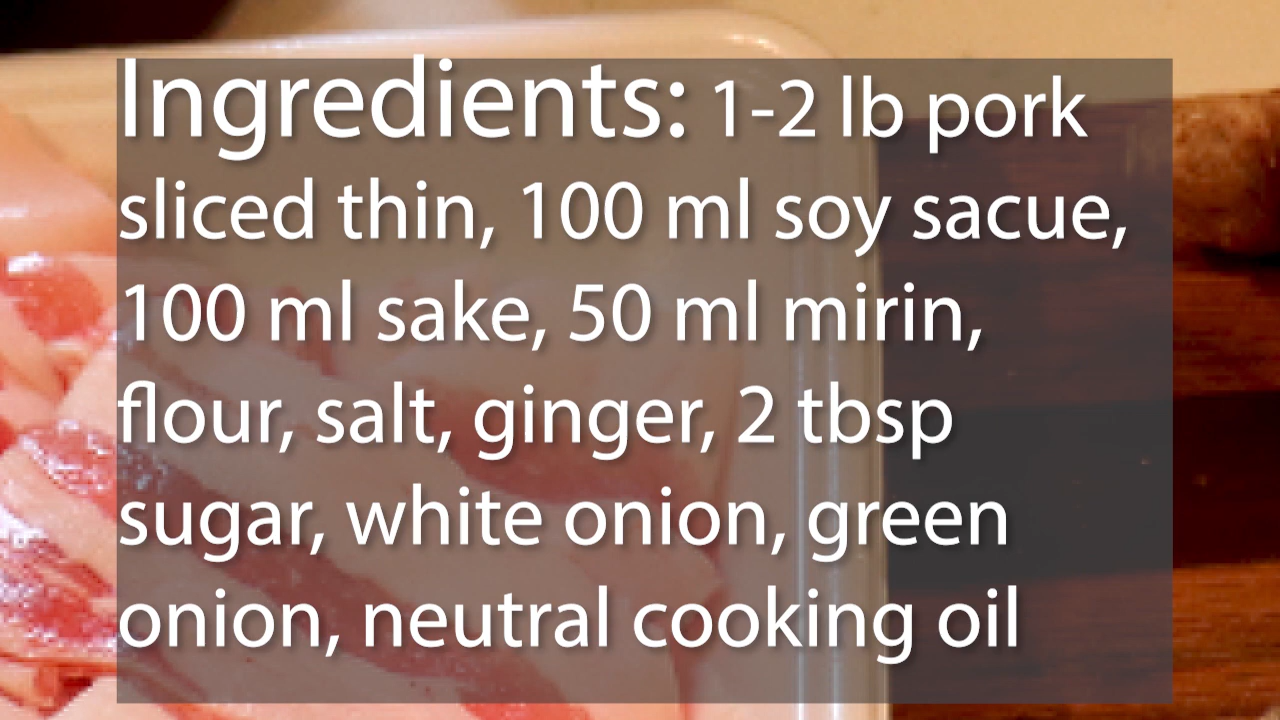 Ingredients: 1-2 lb pork
sliced thin, 100 ml soy sacue,
100 ml sake, 50 ml mirin,
flour, salt, ginger, 2 tbsp
sugar, white onion, green
onion, neutral cooking oil